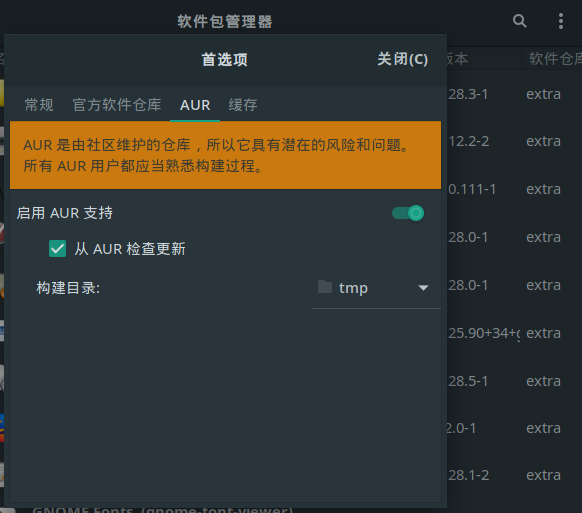 软件包管理器
首选项
关闭(C)
版本
软件仓库
常规 官方软件仓库 AUR 缓存
28.3-1 extra
AUR 是由社区维护的仓库，所以它具有潜在的风险和问题。
12.2-2 extra
所有 AUR 用户都应当熟悉构建过程。
0.111-1 extra
启用 AUR 支持
28.0-1 extra
从 AUR 检查更新
28.0-1 extra
构建目录: tmp
25.90+34+g extra
28.5-1 extra
2.0-1 extra
28.1-2 extra
GNOME Fonts (gnome-font-viewer)